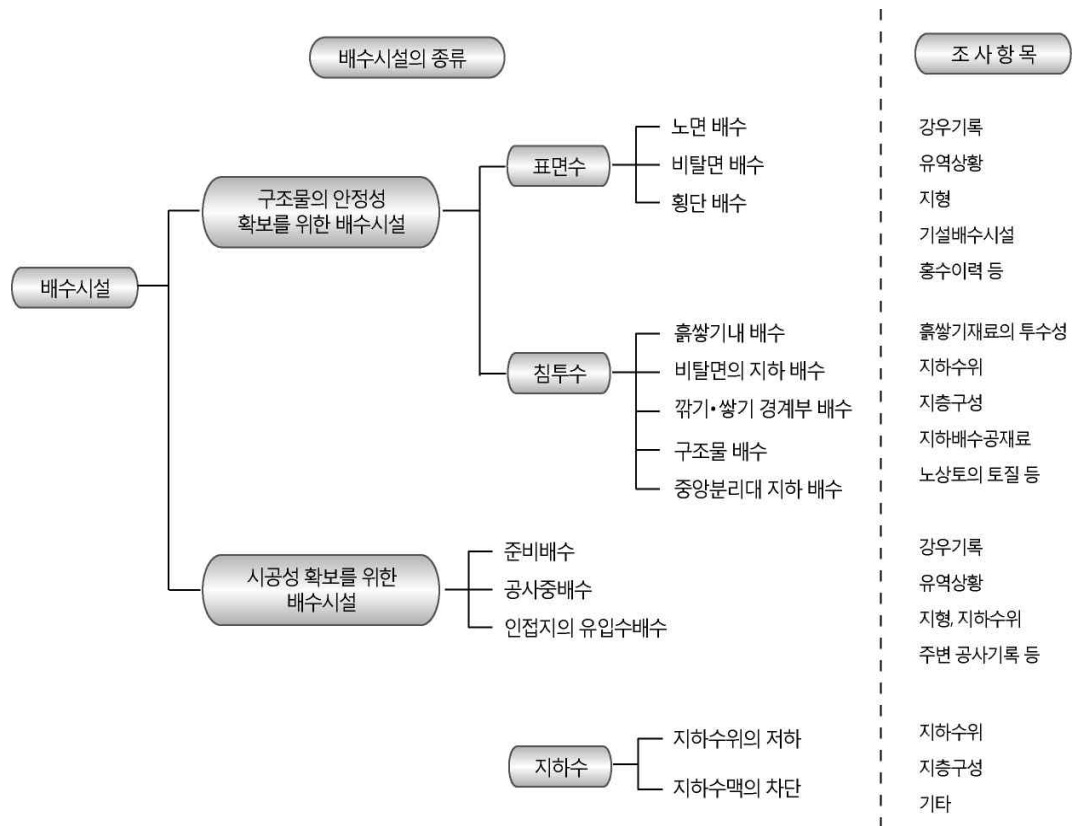 배수시설의 종류
조 사 항 목
배수시설
구조물의 안정성
확보를 위한 배수시설
표면수
노면 배수
비탈면 배수
횡단 배수
강우기록
유역상황
지형
기설배수시설
홍수이력 등
침투수
흙쌓기내 배수
비탈면의 지하 배수
깎기•쌓기 경계부 배수
구조물 배수
중앙분리대 지하 배수
흙쌓기재료의 투수성
지하수위
지층구성
지하배수공재료
노상토의 토질 등
시공성 확보를 위한
배수시설
준비배수
공사중배수
인접지의 유입수배수
강우기록
유역상황
지형, 지하수위
주변 공사기록 등
지하수
지하수위의 저하
지하수맥의 차단
지하수위
지층구성
기타